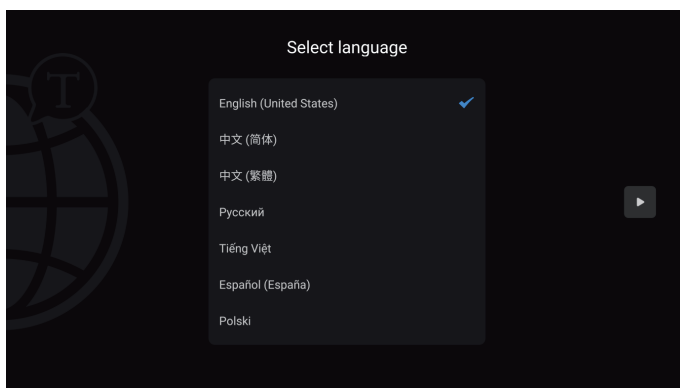 T
Select language
English (United States)
中文 (简体)
中文 (繁體)
Русский
Tiếng Việt
Español (España)
Polski